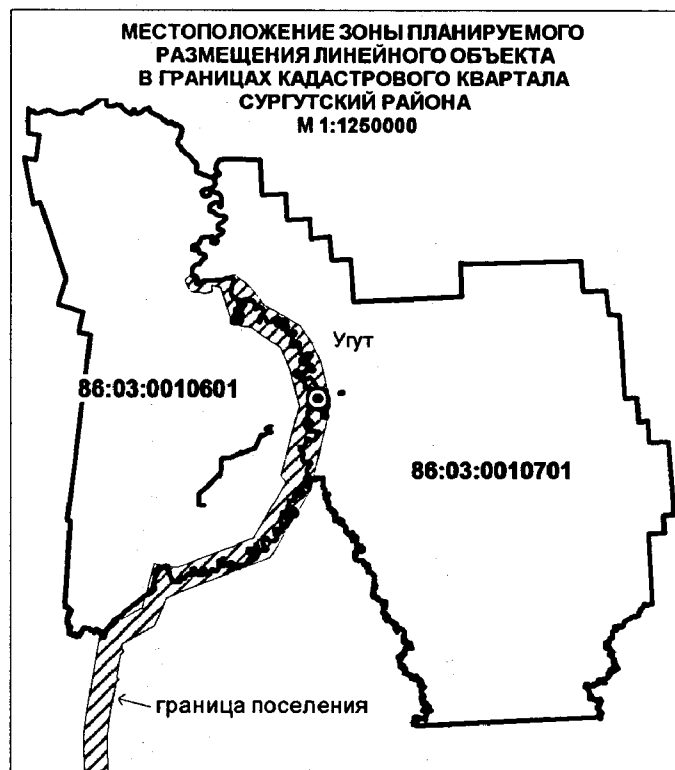 МЕСТОПОЛОЖЕНИЕ ЗОНЫ ПЛАНИРУЕМОГО
РАЗМЕЩЕНИЯ ЛИНЕЙНОГО ОБЪЕКТА
В ГРАНИЦАХ КАДАСТРОВОГО КВАРТАЛА
СУРГУТСКИЙ РАЙОНА
М 1:1250000
Угут
86:03:0010601
86:03:0010701
граница поселения